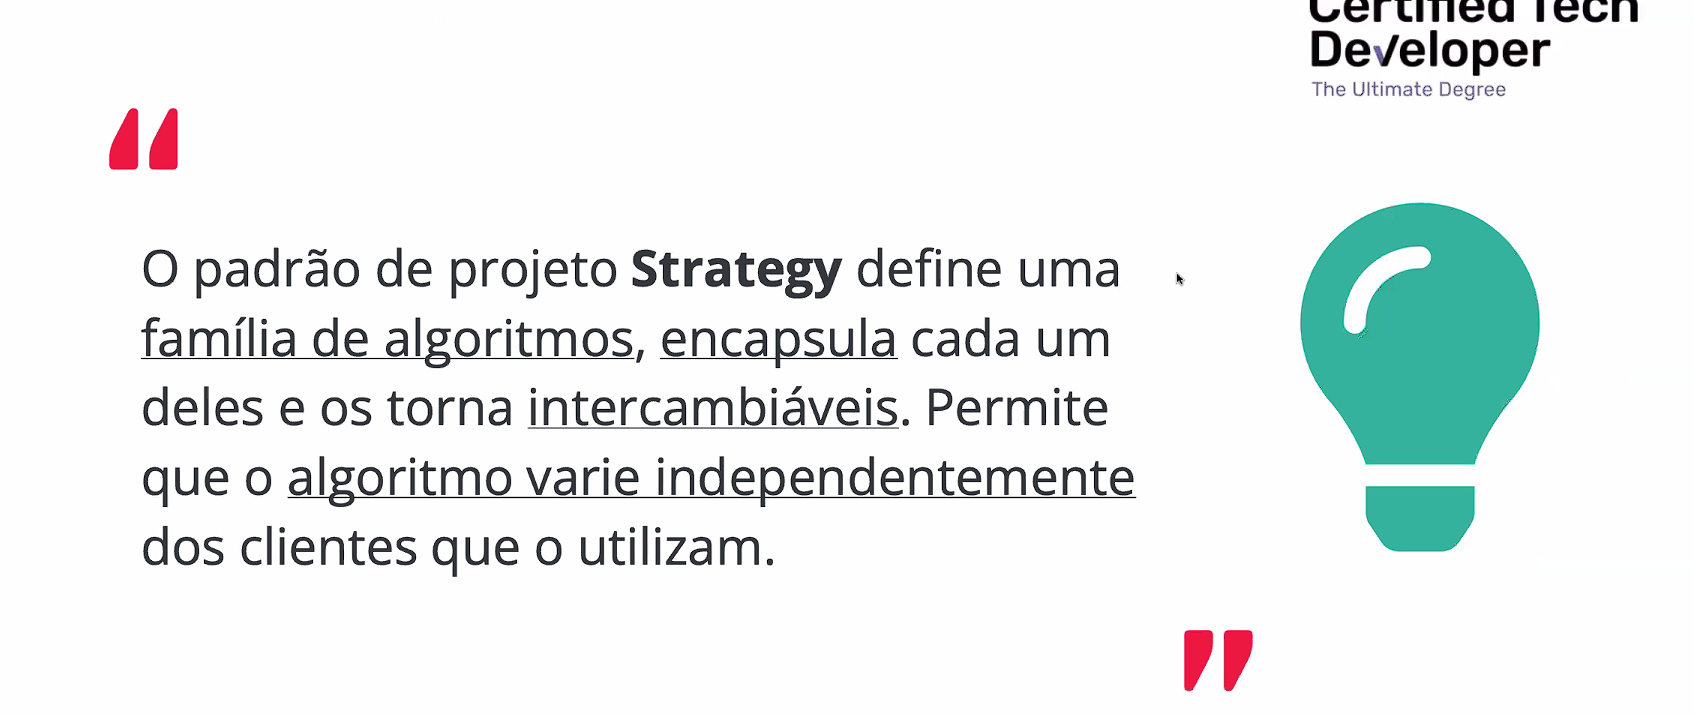 Certified Tech
Developer
The Ultimate Degree
“
O padrão de projeto Strategy define uma
família de algoritmos, encapsula cada um
deles e os torna intercambiáveis. Permite
que o algoritmo varie independentemente
dos clientes que o utilizam.
”